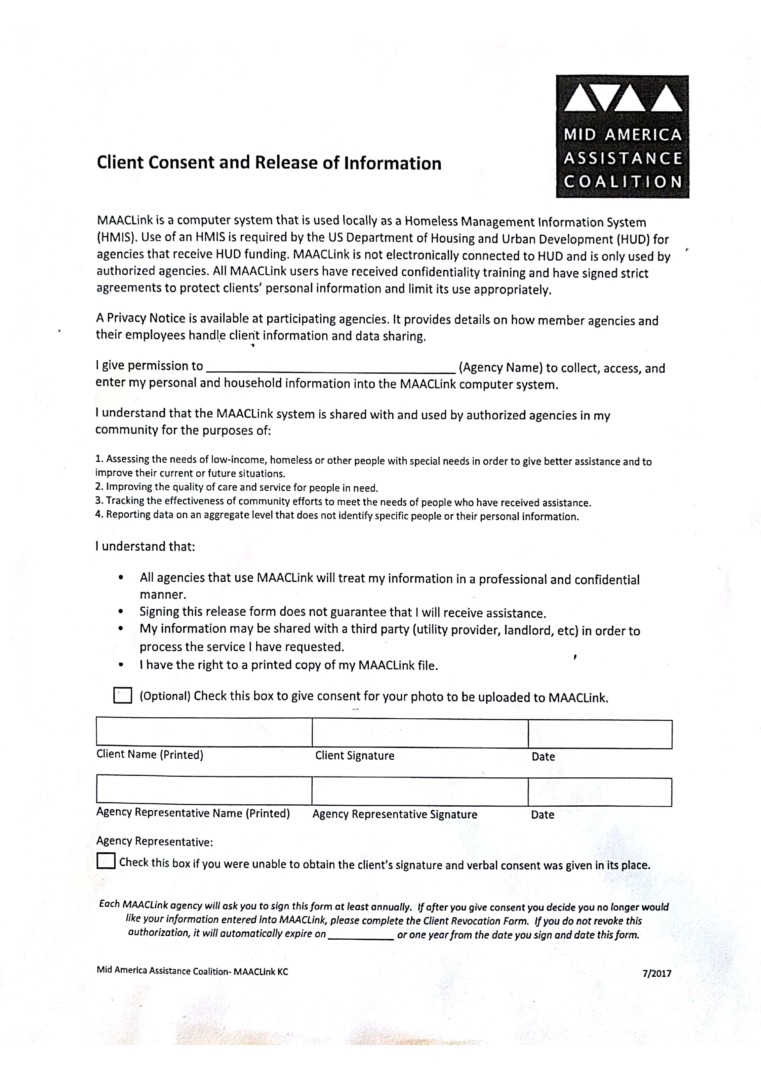 MID AMERICA
ASSISTANCE
COALITION
Client Consent and Release of Information
MAACLink is a computer system that is used locally as a Homeless Management Information System
(HMIS). Use of an HMIS is required by the US Department of Housing and Urban Development (HUD) for
agencies that receive HUD funding. MAACLink is not electronically connected to HUD and is only used by
authorized agencies. All MAACLink users have received confidentiality training and have signed strict
agreements to protect clients' personal information and limit its use appropriately.
A Privacy Notice is available at participating agencies. It provides details on how member agencies and
their employees handle client information and data sharing.
I give permission to ______________________ (Agency Name) to collect, access, and
enter my personal and household information into the MAACLink computer system.
I understand that the MAACLink system is shared with and used by authorized agencies in my
community for the purposes of:
1. Assessing the needs of low-income, homeless or other people with special needs in order to give better assistance and to
improve their current or future situations.
2. Improving the quality of care and service for people in need.
3. Tracking the effectiveness of community efforts to meet the needs of people who have received assistance.
4. Reporting data on an aggregate level that does not identify specific people or their personal information.
I understand that:
• All agencies that use MAACLink will treat my information in a professional and confidential
manner.
• Signing this release form does not guarantee that I will receive assistance.
• My information may be shared with a third party (utility provider, landlord, etc) in order to
process the service I have requested.
• I have the right to a printed copy of my MAACLink file.
(Optional) Check this box to give consent for your photo to be uploaded to MAACLink.
Client Name (Printed) Client Signature Date
Agency Representative Name (Printed) Agency Representative Signature Date
Agency Representative:
Check this box if you were unable to obtain the client's signature and verbal consent was given in its place.
Each MAACLink agency will ask you to sign this form at least annually. If after you give consent you decide you no longer would
like your information entered into MAACLink, please complete the Client Revocation Form. If you do not revoke this
authorization, it will automatically expire on __________ or one year from the date you sign and date this form.
Mid America Assistance Coalition- MAACLink KC 7/2017